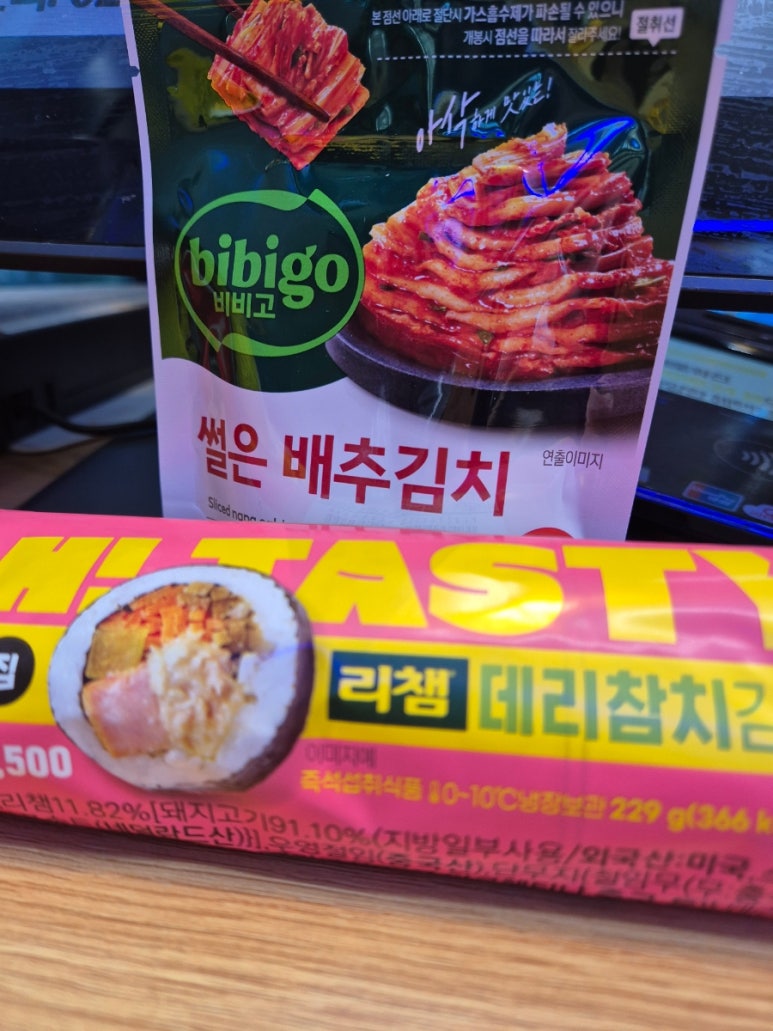 본 점선 아래로 절단시 가스흡수제가 파손될 수 있으니
개봉시 점선을 따라서 잘라주세요!
절취선
아삭하게 맛있는!
bibigo
비비고
썰은 배추김치
연출이미지
Sliced napa
HI TASTY
리챔 데리참치김
,500
이미지예
즉석섭취식품 0~10℃냉장보관 229 g(366 k
리챔11.82%[돼지고기91.10%(지방일부사용/외국산:미국,